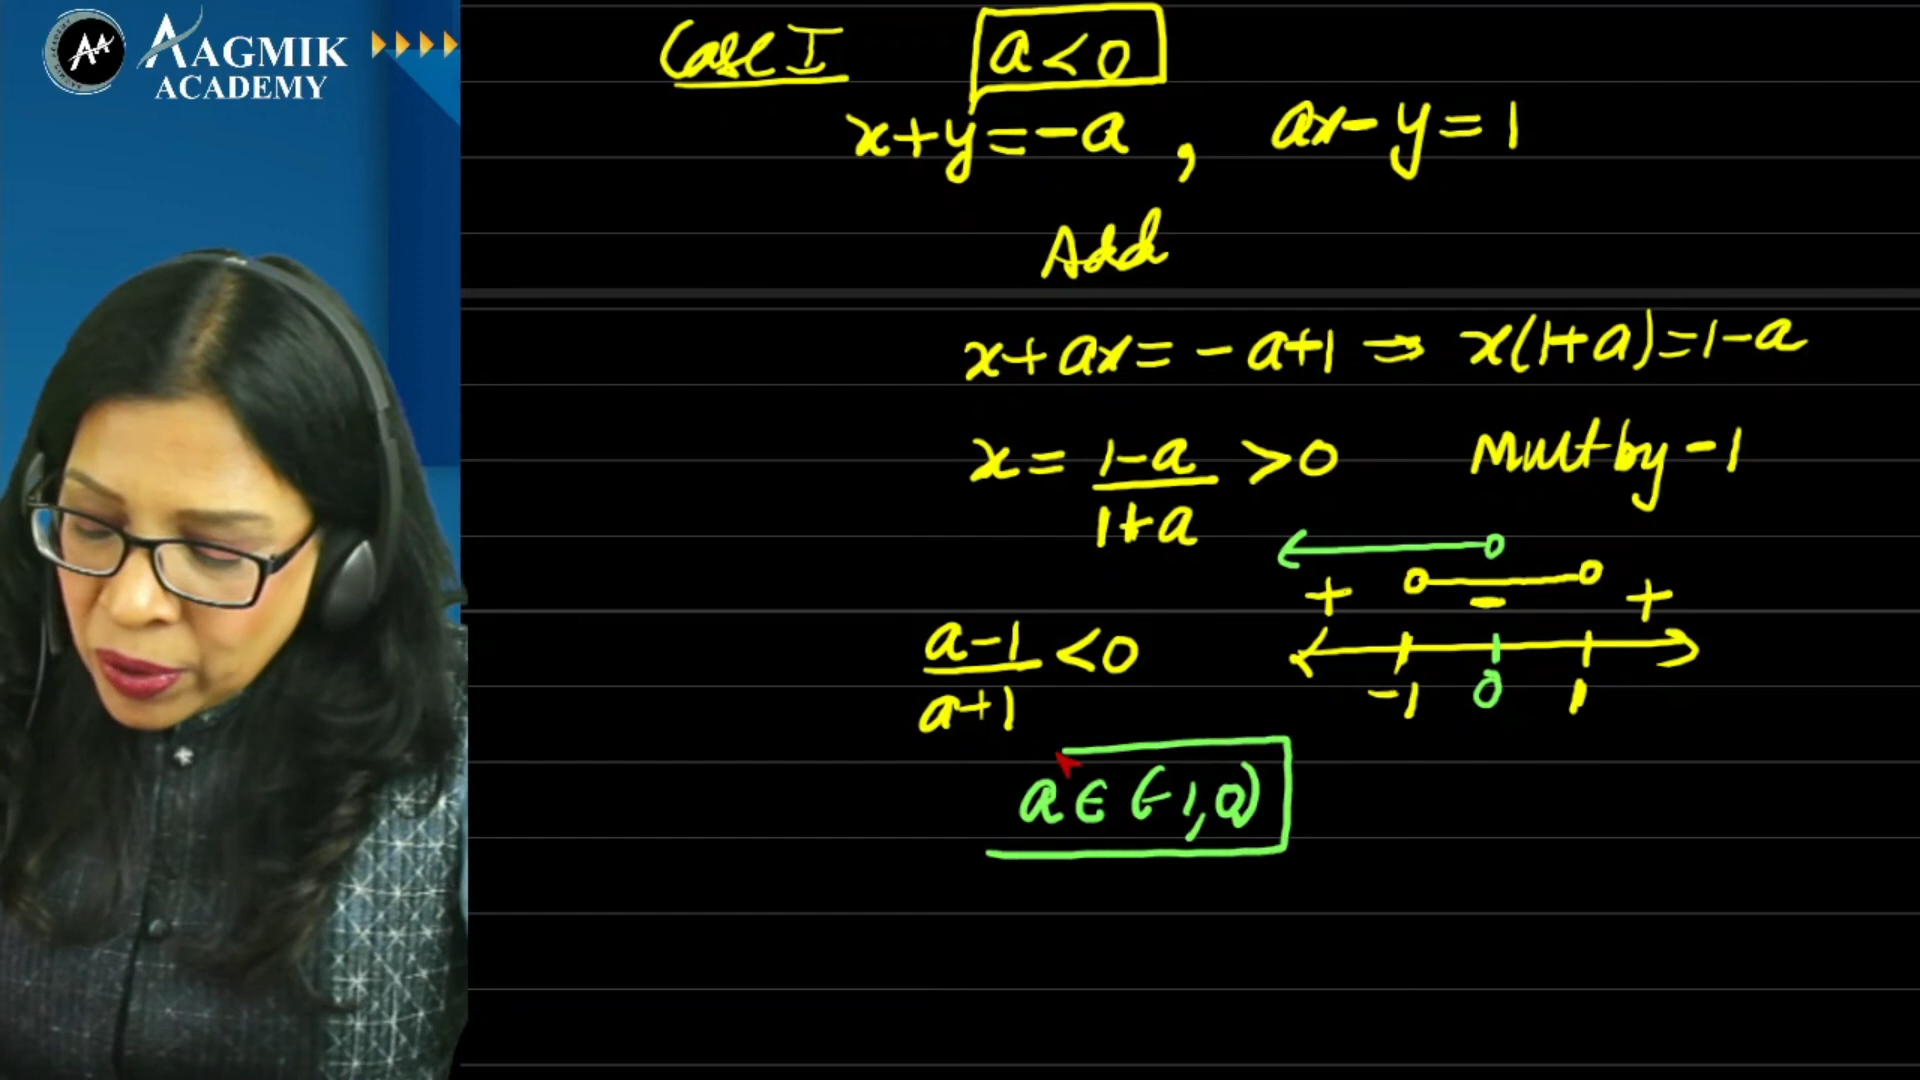 AAGMIK
ACADEMY
Case I a<0
x+y=-a, ax-y=1
Add
x+ax=-a+1 ⇒ x(1+a)=1-a
x = (1-a)/(1+a) >0 Mult by -1
+ - +
(a-1)/(a+1) <0
-1 0 1
a∈(-1,0)